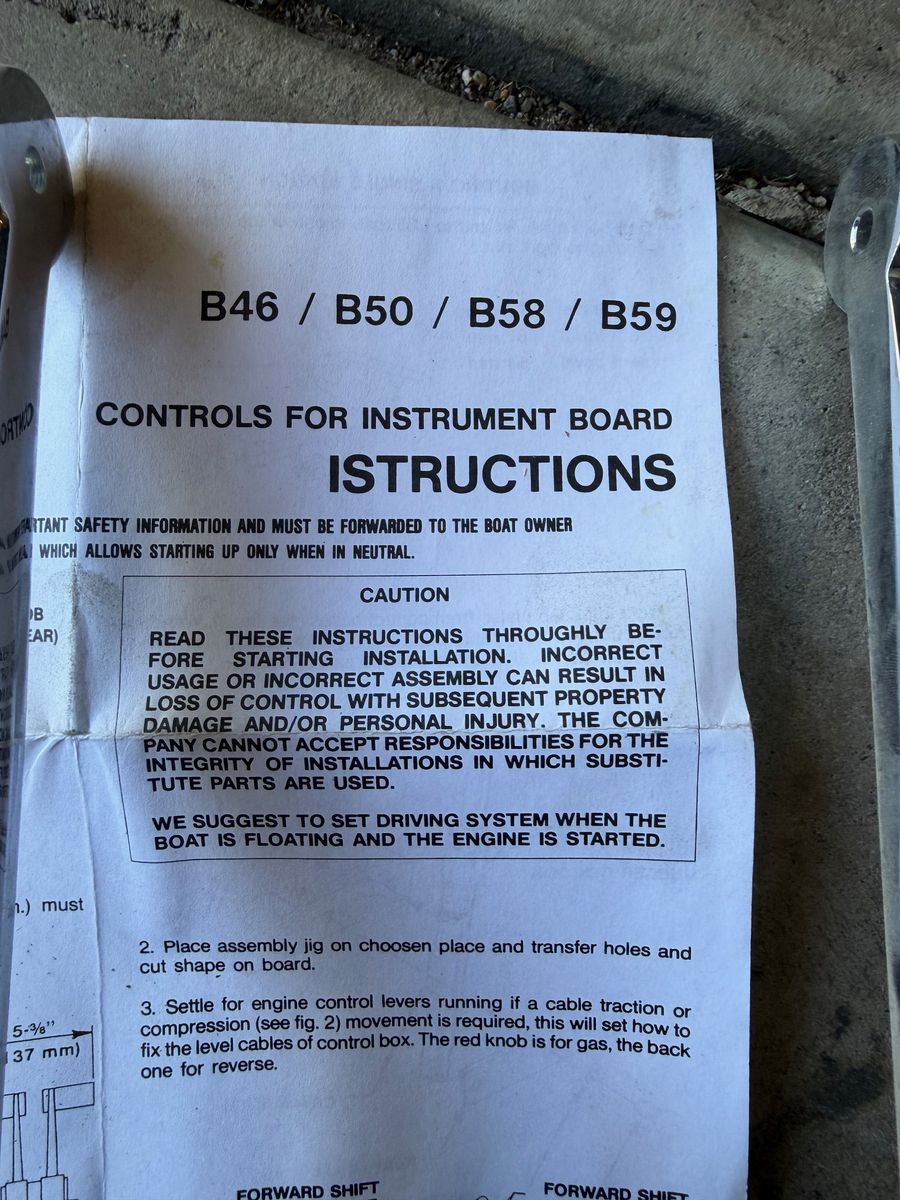 B46 / B50 / B58 / B59
CONTROLS FOR INSTRUMENT BOARD
ISTRUCTIONS
RTANT SAFETY INFORMATION AND MUST BE FORWARDED TO THE BOAT OWNER
WHICH ALLOWS STARTING UP ONLY WHEN IN NEUTRAL.
OB
EAR)
CAUTION
READ THESE INSTRUCTIONS THROUGHLY BE-
FORE STARTING INSTALLATION. INCORRECT
USAGE OR INCORRECT ASSEMBLY CAN RESULT IN
LOSS OF CONTROL WITH SUBSEQUENT PROPERTY
DAMAGE AND/OR PERSONAL INJURY. THE COM-
PANY CANNOT ACCEPT RESPONSIBILITIES FOR THE
INTEGRITY OF INSTALLATIONS IN WHICH SUBSTI-
TUTE PARTS ARE USED.
WE SUGGEST TO SET DRIVING SYSTEM WHEN THE
BOAT IS FLOATING AND THE ENGINE IS STARTED.
n.) must
2. Place assembly jig on choosen place and transfer holes and
cut shape on board.
3. Settle for engine control levers running if a cable traction or
compression (see fig. 2) movement is required, this will set how to
fix the level cables of control box. The red knob is for gas, the back
one for reverse.
5-3/8"
137 mm)
FORWARD SHIFT
FORWARD SHIFT